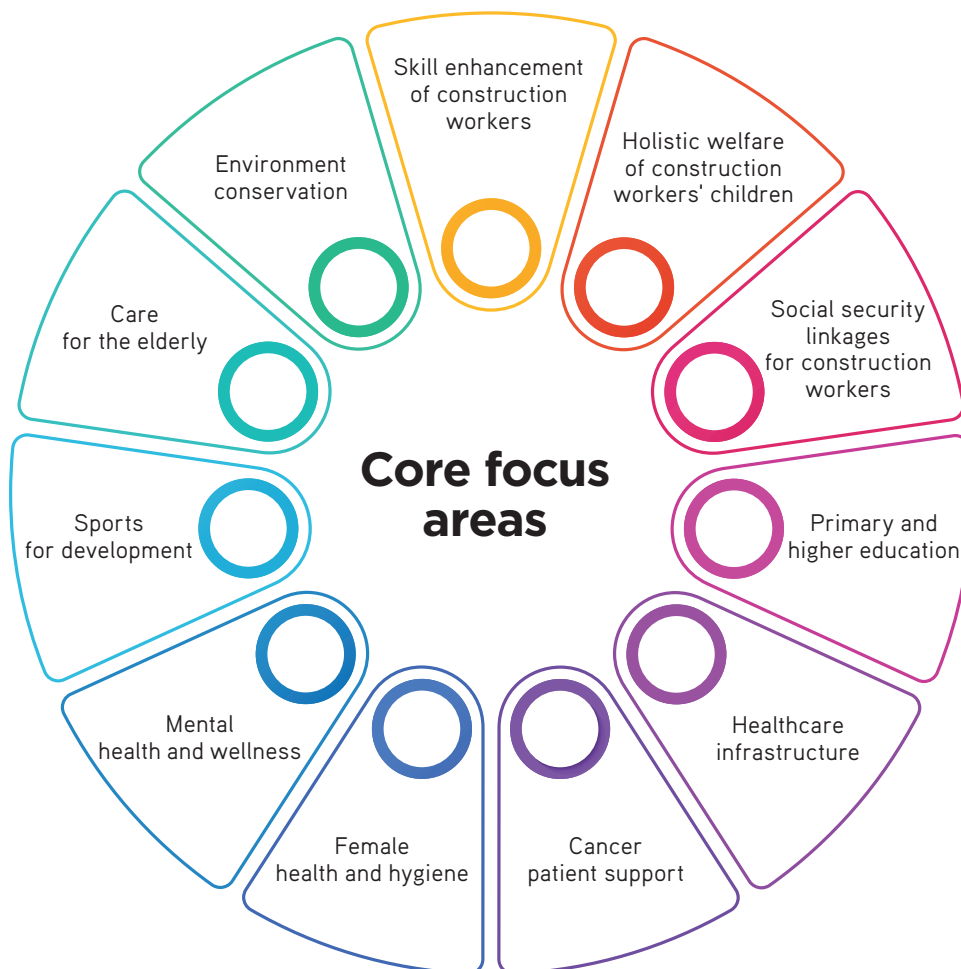 Skill enhancement
of construction
workers
Holistic welfare
of construction
workers' children
Social security
linkages
for construction
workers
Primary and
higher education
Healthcare
infrastructure
Cancer
patient support
Female
health and hygiene
Mental
health and wellness
Sports
for development
Care
for the elderly
Environment
conservation
Core focus
areas